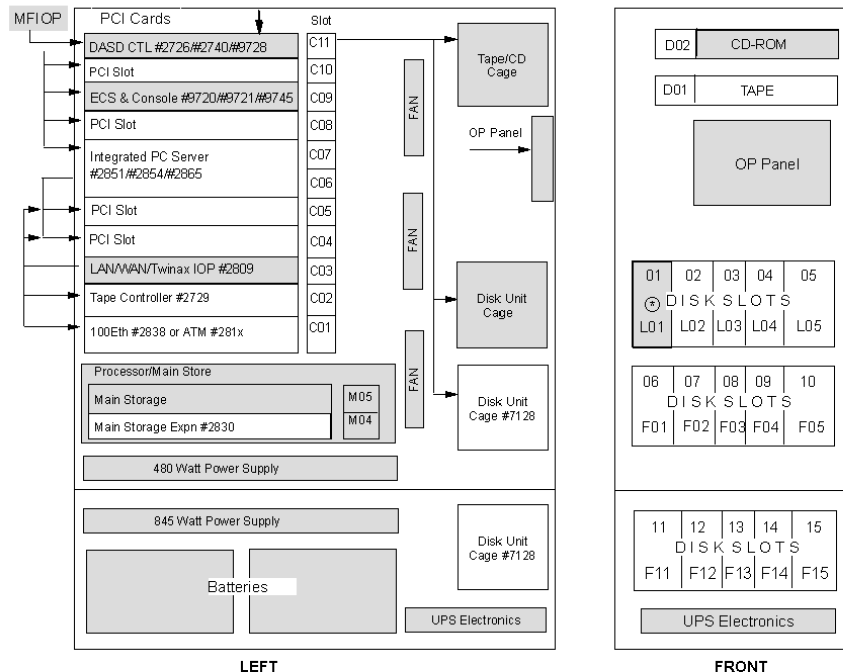 MFIOP
PCI Cards
Slot
DASD CTL #2726/#2740/#9728
C11
PCI Slot
C10
ECS & Console #9720/#9721/#9745
C09
PCI Slot
C08
Integrated PC Server
#2851/#2854/#2865
C07
C06
PCI Slot
C05
PCI Slot
C04
LAN/WAN/Twinax IOP #2809
C03
Tape Controller #2729
C02
100Eth #2838 or ATM #281x
C01
FAN
FAN
FAN
Tape/CD
Cage
OP Panel
Disk Unit
Cage
Disk Unit
Cage #7128
Processor/Main Store
Main Storage
M05
Main Storage Expn #2830
M04
480 Watt Power Supply
845 Watt Power Supply
Disk Unit
Cage #7128
Batteries
UPS Electronics
LEFT
D02 CD-ROM
D01 TAPE
OP Panel
01 02 03 04 05
* DISK SLOTS
L01 L02 L03 L04 L05
06 07 08 09 10
DISK SLOTS
F01 F02 F03 F04 F05
11 12 13 14 15
DISK SLOTS
F11 F12 F13 F14 F15
UPS Electronics
FRONT